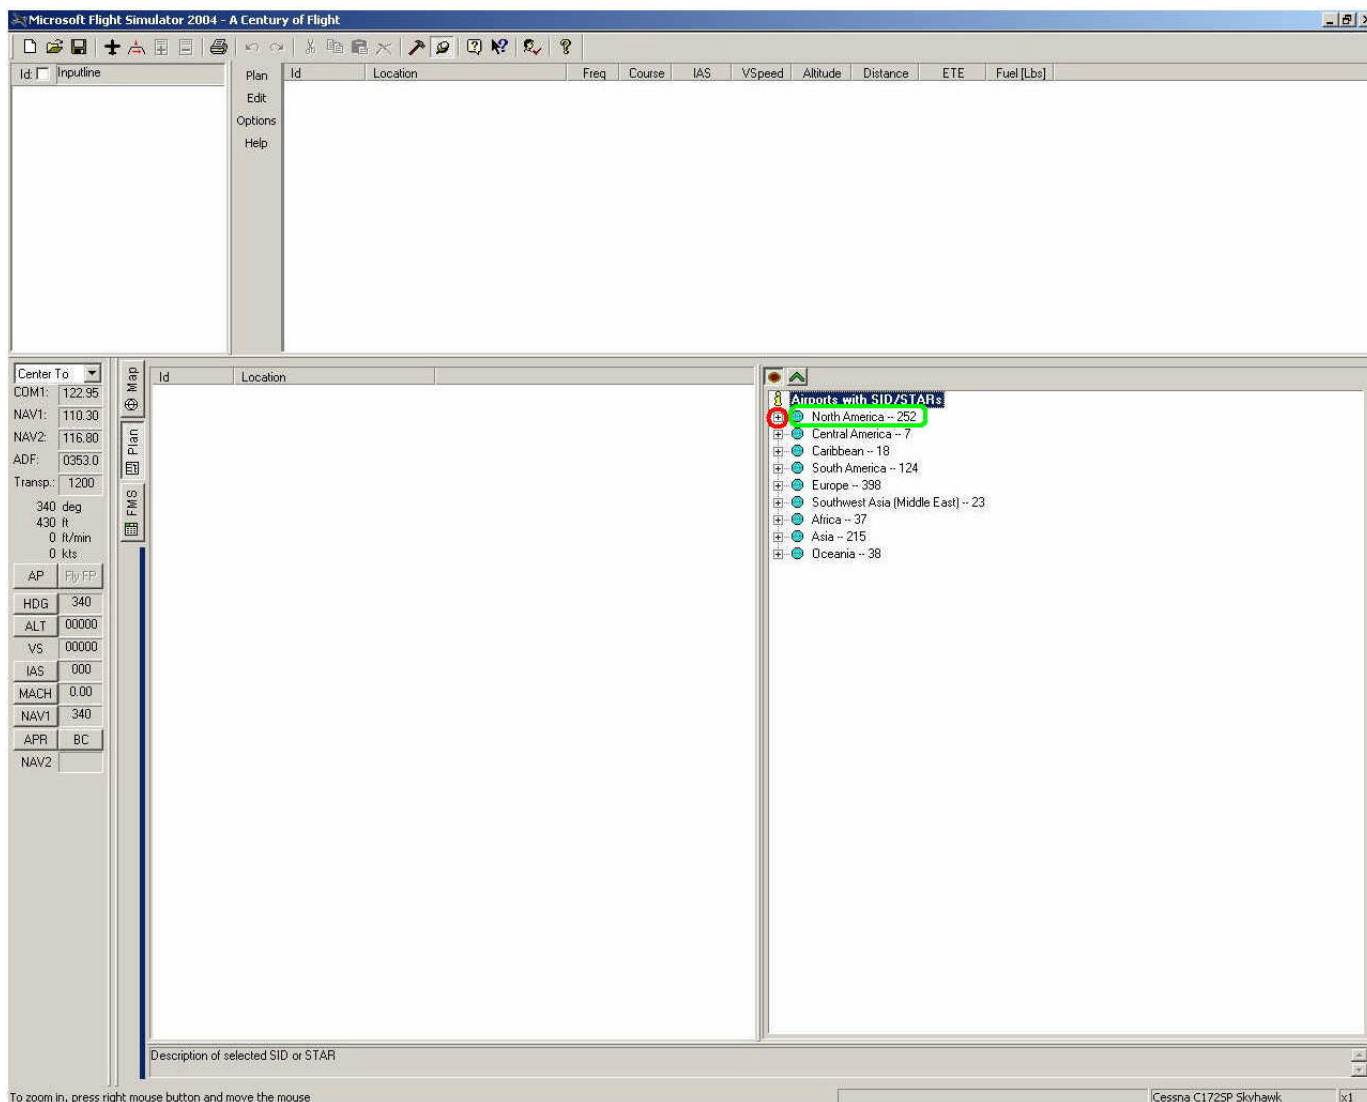 Microsoft Flight Simulator 2004 - A Century of Flight
Id: Inputline
Plan
Edit
Options
Help
Id Location Freq Course IAS VSpeed Altitude Distance ETE Fuel [Lbs]
Center To
COM1: 122.95
NAV1: 110.30
NAV2: 116.80
ADF: 0353.0
Transp.: 1200
340 deg
430 ft
0 ft/min
0 kts
AP Fly FP
HDG 340
ALT 00000
VS 00000
IAS 000
MACH 0.00
NAV1 340
APR BC
NAV2
Map
Plan
FMS
Id Location
Airports with SID/STARs
North America -- 252
Central America -- 7
Caribbean -- 18
South America -- 124
Europe -- 398
Southwest Asia (Middle East) -- 23
Africa -- 37
Asia -- 215
Oceania -- 38
Description of selected SID or STAR
To zoom in, press right mouse button and move the mouse
Cessna C172SP Skyhawk x1